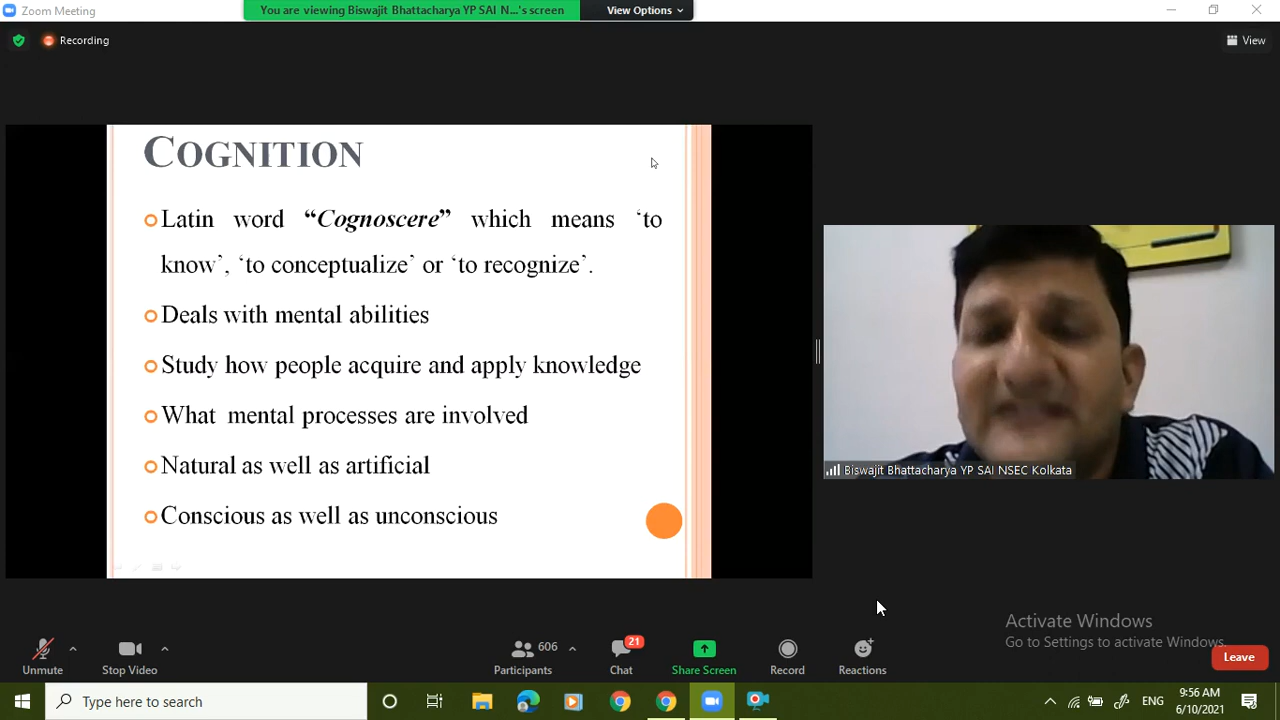 Zoom Meeting
You are viewing Biswajit Bhattacharya YP SAI N...'s screen
View Options
Recording
View
COGNITION
Latin word “Cognoscere” which means ‘to
know’, ‘to conceptualize’ or ‘to recognize’.
Deals with mental abilities
Study how people acquire and apply knowledge
What mental processes are involved
Natural as well as artificial
Conscious as well as unconscious
Biswajit Bhattacharya YP SAI NSEC Kolkata
Activate Windows
Go to Settings to activate Windows.
Unmute
Stop Video
606
Participants
21
Chat
Share Screen
Record
Reactions
Leave
Type here to search
ENG
9:56 AM
6/10/2021